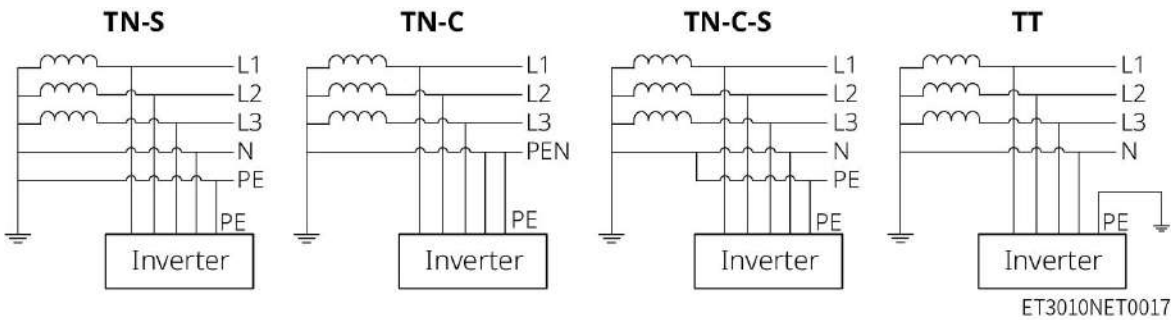 TN-S TN-C TN-C-S TT
L1 L1 L1 L1
L2 L2 L2 L2
L3 L3 L3 L3
N PEN N N
PE PE
PE PE PE PE
Inverter Inverter Inverter Inverter
ET3010NET0017